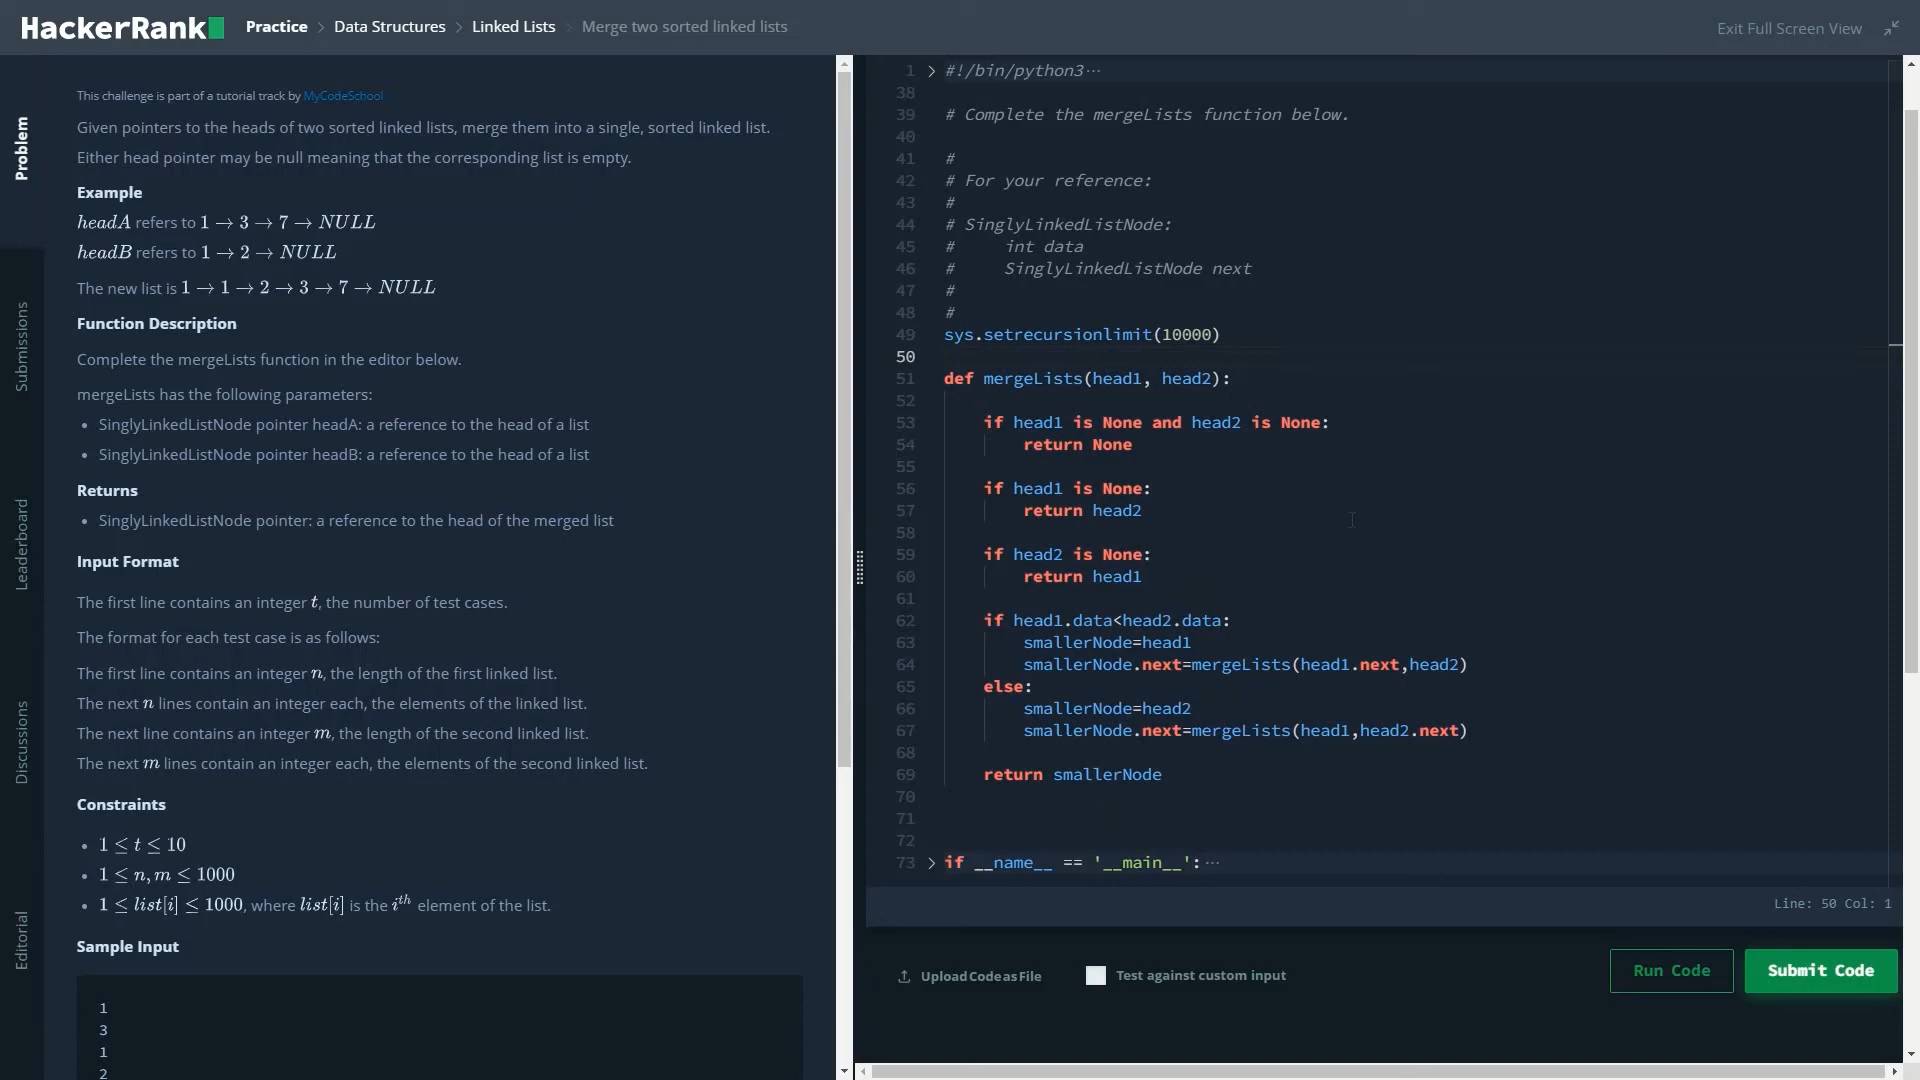 HackerRank Practice > Data Structures > Linked Lists > Merge two sorted linked lists
Exit Full Screen View
Problem
Submissions
Leaderboard
Discussions
Editorial
This challenge is part of a tutorial track by MyCodeSchool
Given pointers to the heads of two sorted linked lists, merge them into a single, sorted linked list.
Either head pointer may be null meaning that the corresponding list is empty.
Example
headA refers to 1 → 3 → 7 → NULL
headB refers to 1 → 2 → NULL
The new list is 1 → 1 → 2 → 3 → 7 → NULL
Function Description
Complete the mergeLists function in the editor below.
mergeLists has the following parameters:
• SinglyLinkedListNode pointer headA: a reference to the head of a list
• SinglyLinkedListNode pointer headB: a reference to the head of a list
Returns
• SinglyLinkedListNode pointer: a reference to the head of the merged list
Input Format
The first line contains an integer t, the number of test cases.
The format for each test case is as follows:
The first line contains an integer n, the length of the first linked list.
The next n lines contain an integer each, the elements of the linked list.
The next line contains an integer m, the length of the second linked list.
The next m lines contain an integer each, the elements of the second linked list.
Constraints
• 1 ≤ t ≤ 10
• 1 ≤ n, m ≤ 1000
• 1 ≤ list[i] ≤ 1000, where list[i] is the i^th element of the list.
Sample Input
1
3
1
2
1 > #!/bin/python3···
38
39 # Complete the mergeLists function below.
40
41 #
42 # For your reference:
43 #
44 # SinglyLinkedListNode:
45 #     int data
46 #     SinglyLinkedListNode next
47 #
48 #
49 sys.setrecursionlimit(10000)
50
51 def mergeLists(head1, head2):
52
53     if head1 is None and head2 is None:
54         return None
55
56     if head1 is None:
57         return head2
58
59     if head2 is None:
60         return head1
61
62     if head1.data<head2.data:
63         smallerNode=head1
64         smallerNode.next=mergeLists(head1.next,head2)
65     else:
66         smallerNode=head2
67         smallerNode.next=mergeLists(head1,head2.next)
68
69     return smallerNode
70
71
72
73 > if __name__ == '__main__':···
Line: 50 Col: 1
Upload Code as File
Test against custom input
Run Code
Submit Code